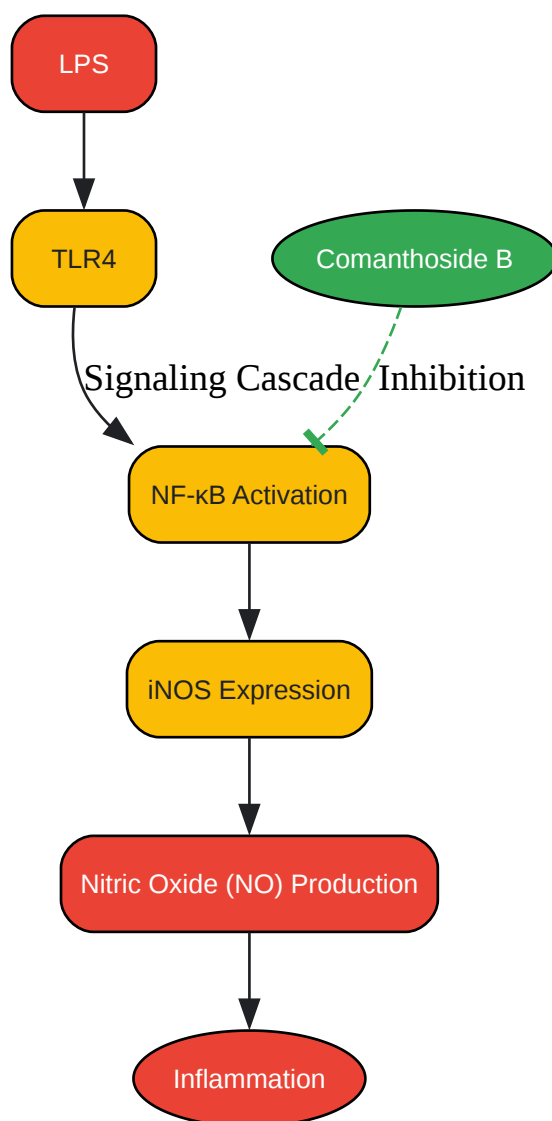 LPS
TLR4
Comanthoside B
Signaling Cascade
Inhibition
NF-κB Activation
iNOS Expression
Nitric Oxide (NO) Production
Inflammation